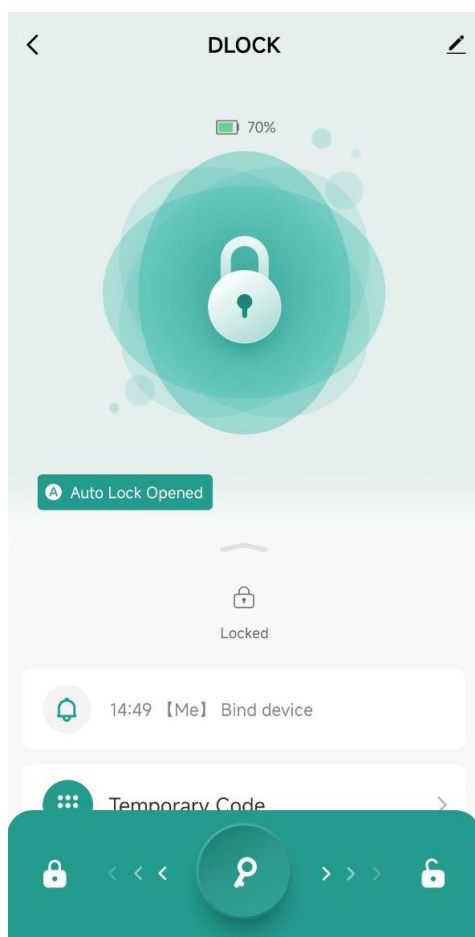 DLOCK
70%
A Auto Lock Opened
Locked
14:49 【Me】 Bind device
Temporary Code